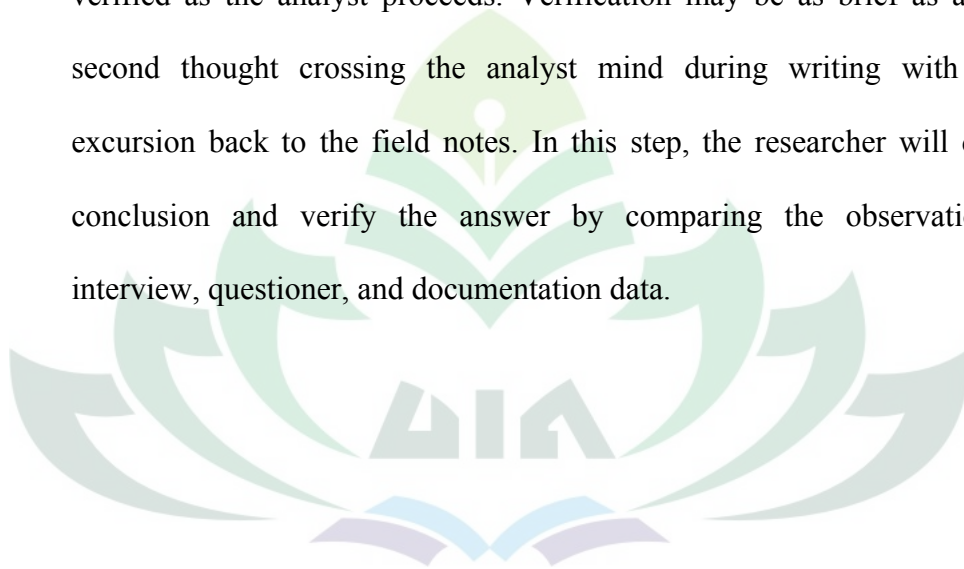 verified as the analyst proceeds. Verification may be as brief as a
second thought crossing the analyst mind during writing with
excursion back to the field notes. In this step, the researcher will
conclusion and verify the answer by comparing the
interview, questioner, and documentation data.
UIN